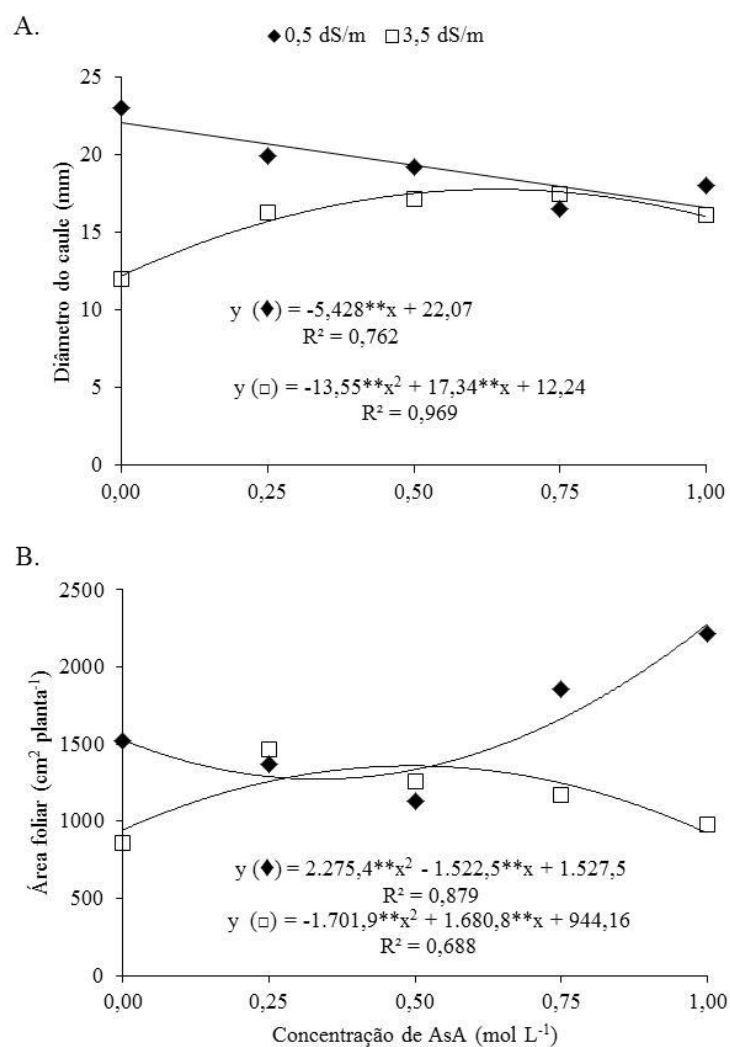 A.
◆0,5 dS/m □3,5 dS/m
Diâmetro do caule (mm)
25
20
15
10
5
0
y (◆) = -5,428**x + 22,07
R² = 0,762
y (□) = -13,55**x² + 17,34**x + 12,24
R² = 0,969
0,00 0,25 0,50 0,75 1,00
B.
Área foliar (cm² planta⁻¹)
2500
2000
1500
1000
500
0
y (◆) = 2.275,4**x² - 1.522,5**x + 1.527,5
R² = 0,879
y (□) = -1.701,9**x² + 1.680,8**x + 944,16
R² = 0,688
0,00 0,25 0,50 0,75 1,00
Concentração de AsA (mol L⁻¹)